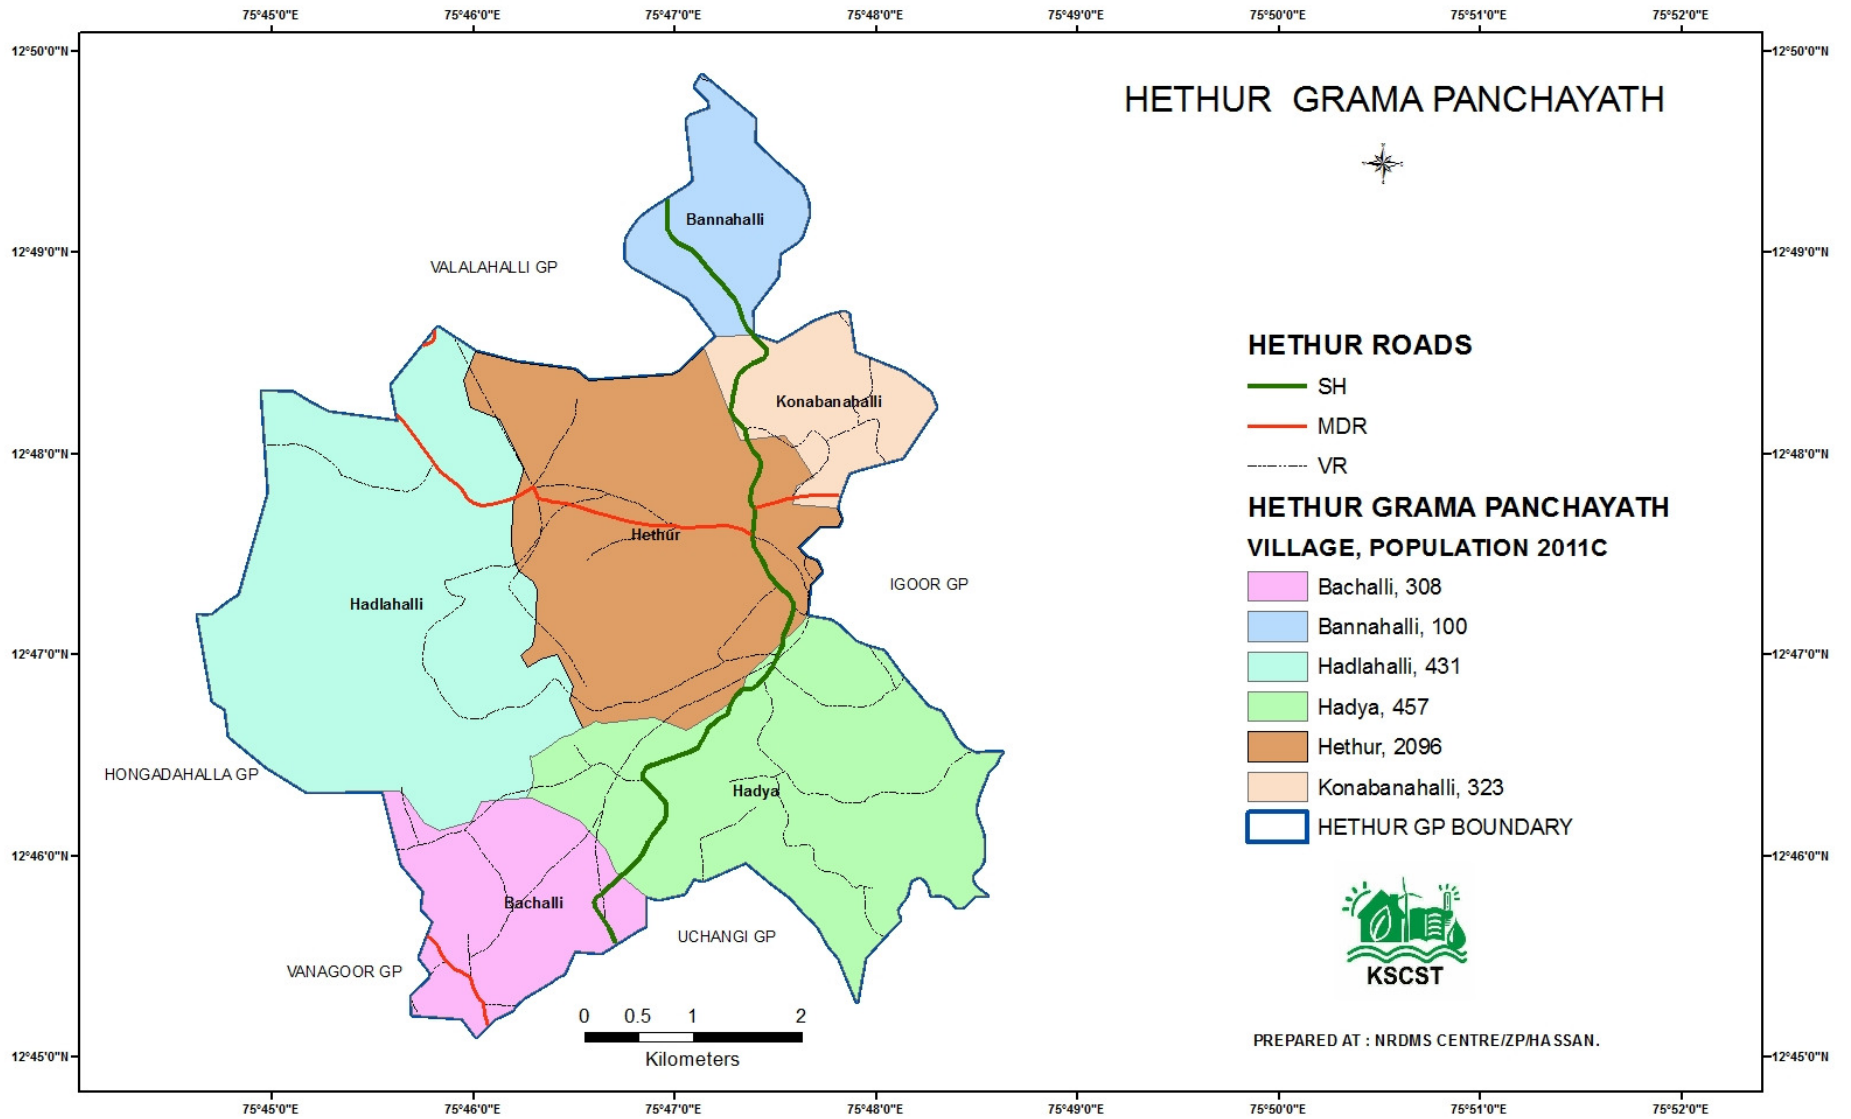 75°45'0"E 75°46'0"E 75°47'0"E 75°48'0"E 75°49'0"E 75°50'0"E 75°51'0"E 75°52'0"E
12°50'0"N 12°50'0"N
HETHUR GRAMA PANCHAYATH
Bannahalli
12°49'0"N 12°49'0"N
VALALAHALLI GP
HETHUR ROADS
SH
Konabanahalli
MDR
12°48'0"N 12°48'0"N
VR
HETHUR GRAMA PANCHAYATH
Hethur
VILLAGE, POPULATION 2011C
IGOOR GP
Bachalli, 308
Hadlahalli
Bannahalli, 100
12°47'0"N 12°47'0"N
Hadlahalli, 431
Hadya, 457
Hethur, 2096
HONGADAHALLA GP
Hadya
Konabanahalli, 323
HETHUR GP BOUNDARY
12°46'0"N 12°46'0"N
Bachalli
UCHANGI GP
VANAGOOR GP
KSCST
0 0.5 1 2
Kilometers
PREPARED AT : NRDMS CENTRE/ZP/HASSAN.
12°45'0"N 12°45'0"N
75°45'0"E 75°46'0"E 75°47'0"E 75°48'0"E 75°49'0"E 75°50'0"E 75°51'0"E 75°52'0"E